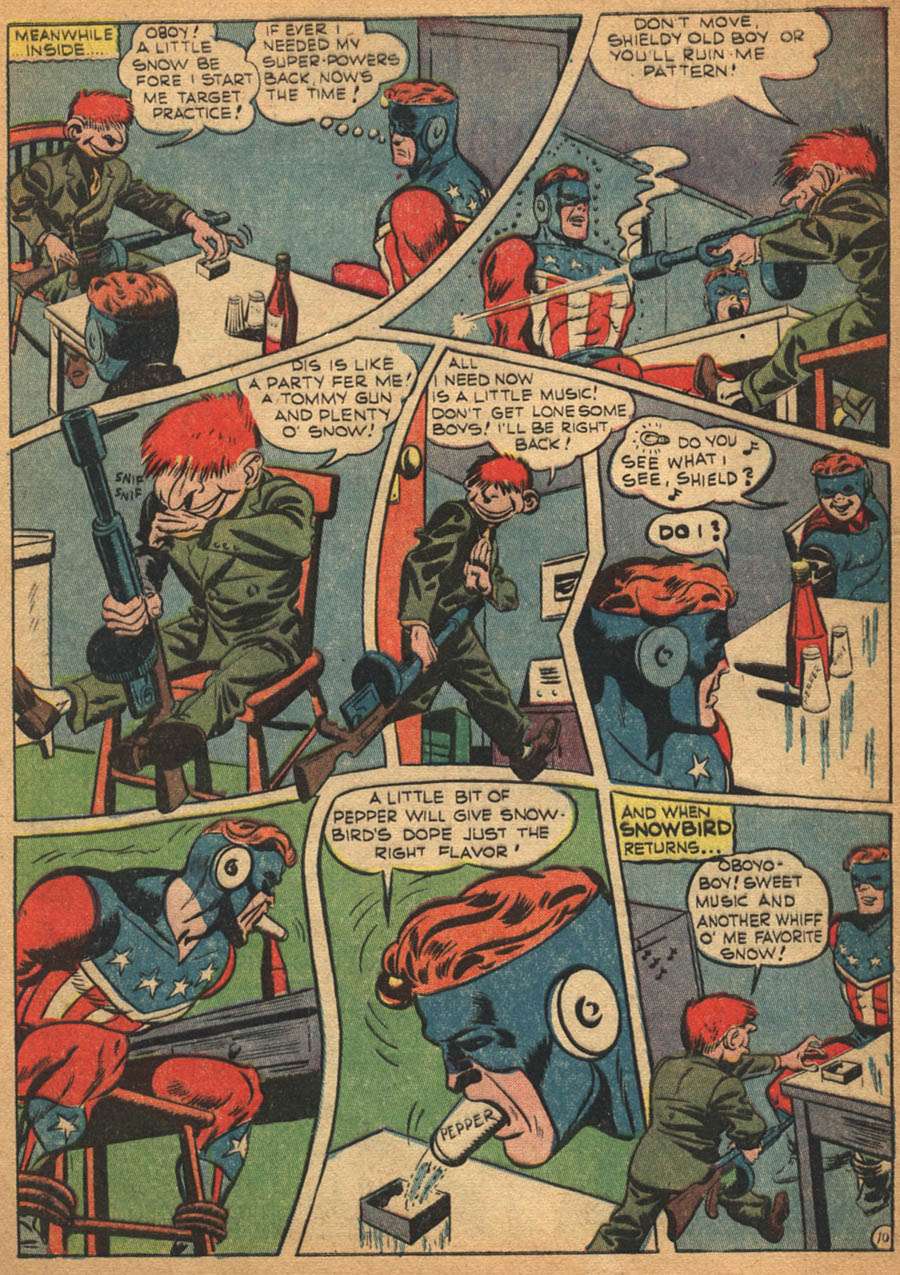 MEANWHILE
INSIDE....
OBOY!
A LITTLE
SNOW BE
FORE I START
ME TARGET
PRACTICE!
IF EVER I
NEEDED MY
SUPER-POWERS
BACK, NOW'S
THE TIME!
DON'T MOVE,
SHIELDY OLD BOY OR
YOU'LL RUIN ME
PATTERN!
DIS IS LIKE
A PARTY FER ME!
A TOMMY GUN
AND PLENTY
O' SNOW!
SNIF
SNIF
ALL
I NEED NOW
IS A LITTLE MUSIC!
DON'T GET LONESOME
BOYS! I'LL BE RIGHT
BACK!
DO YOU
SEE WHAT I
SEE, SHIELD?
DO I?
PEPPER
A LITTLE BIT OF
PEPPER WILL GIVE SNOW-
BIRD'S DOPE JUST THE
RIGHT FLAVOR!
PEPPER
AND WHEN
SNOWBIRD
RETURNS...
OBOYO-
BOY! SWEET
MUSIC AND
ANOTHER WHIFF
O' ME FAVORITE
SNOW!
10